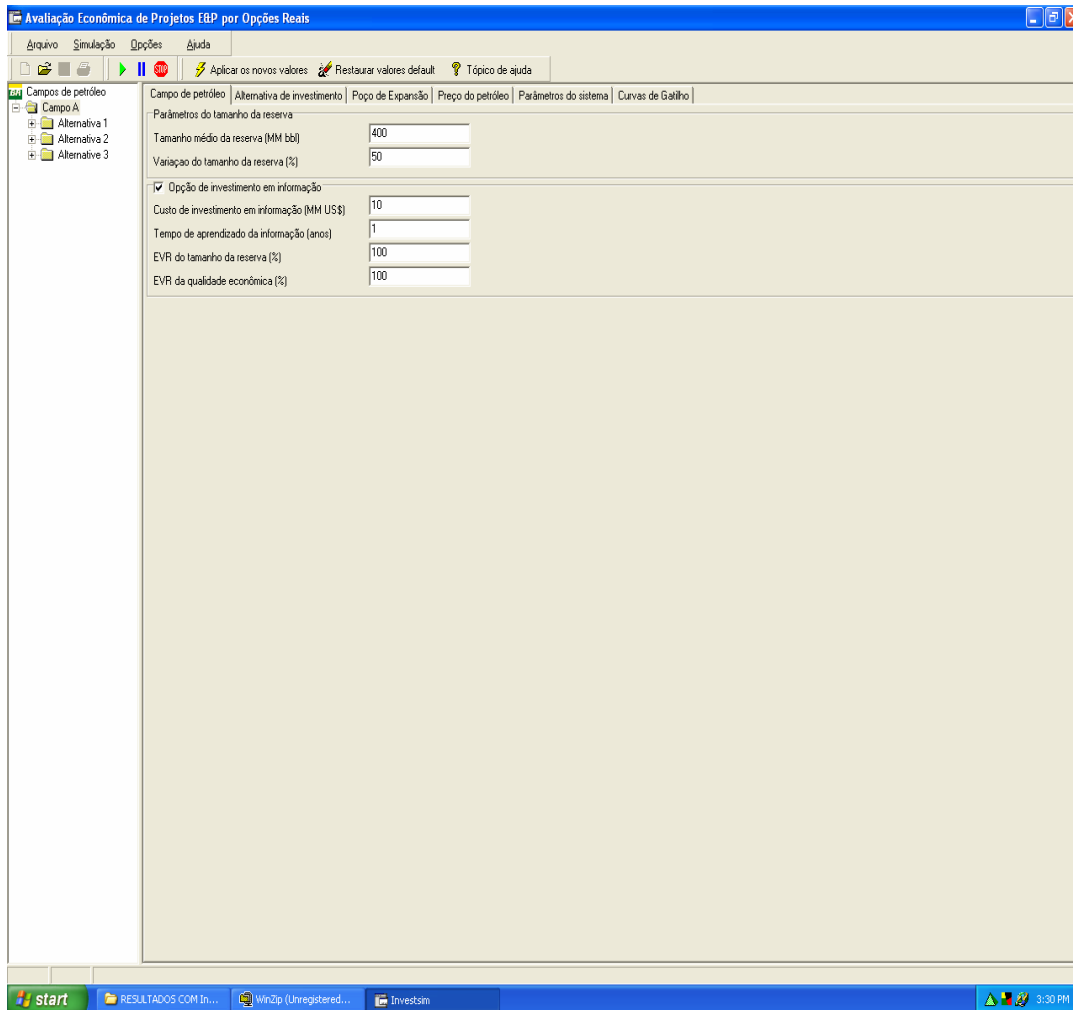 Avaliação Econômica de Projetos E&P por Opções Reais
Arquivo Simulação Opções Ajuda
STOP Aplicar os novos valores Restaurar valores default Tópico de ajuda
Campos de petróleo
Campo A
Alternativa 1
Alternativa 2
Alternative 3
Campo de petróleo Alternativa de investimento Poço de Expansão Preço do petróleo Parâmetros do sistema Curvas de Gatilho
Parâmetros do tamanho da reserva
Tamanho médio da reserva (MM bbl) 400
Variaçao do tamanho da reserva (%) 50
Opção de investimento em informação
Custo de investimento em informação (MM US$) 10
Tempo de aprendizado da informação (anos) 1
EVR do tamanho da reserva (%) 100
EVR da qualidade econômica (%) 100
start RESULTADOS COM In... WinZip (Unregistered... Investsim 3:30 PM